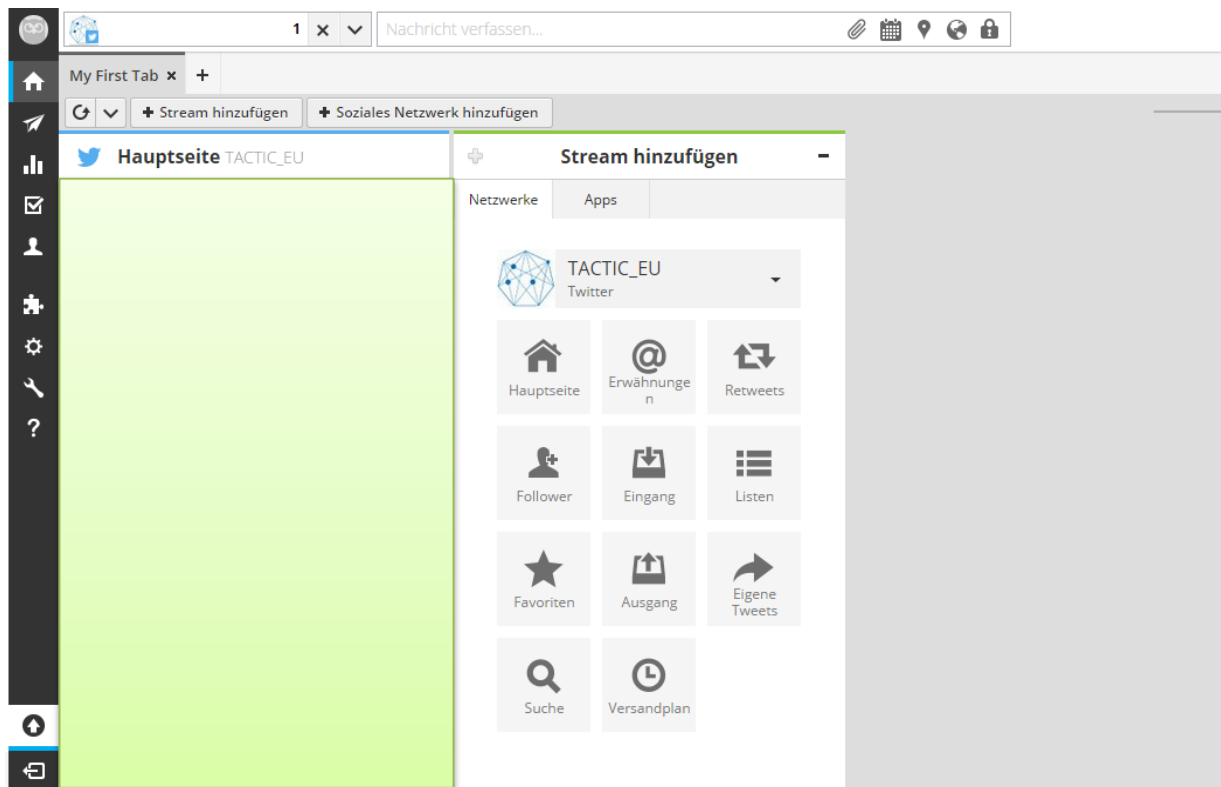 1
Nachricht verfassen...
My First Tab
Stream hinzufügen
Soziales Netzwerk hinzufügen
Hauptseite TACTIC_EU
Stream hinzufügen
Netzwerke Apps
TACTIC_EU
Twitter
Hauptseite
Erwähnunge
n
Retweets
Follower
Eingang
Listen
Favoriten
Ausgang
Eigene
Tweets
Suche
Versandplan